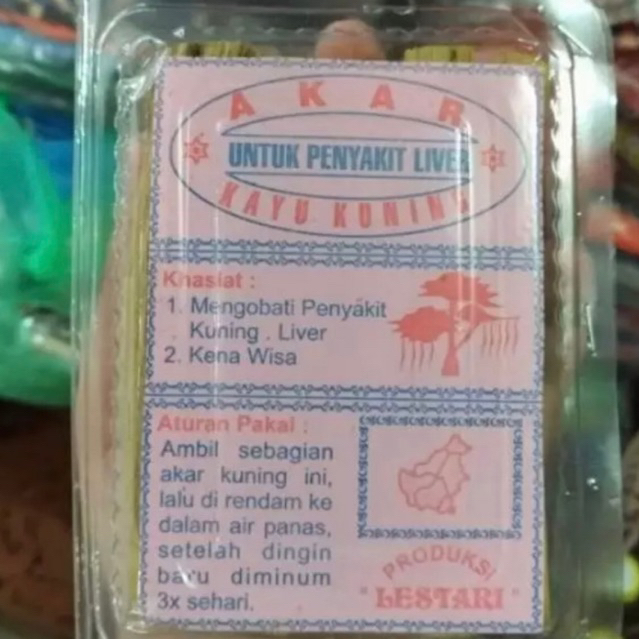 AKAR
UNTUK PENYAKIT LIVER
KAYU KUNING
Khasiat :
1. Mengobati Penyakit
Kuning . Liver
2. Kena Wisa
Aturan Pakai :
Ambil sebagian
akar kuning ini,
lalu di rendam ke
dalam air panas,
setelah dingin
baru diminum
3x sehari.
PRODUKSI
" LESTARI "